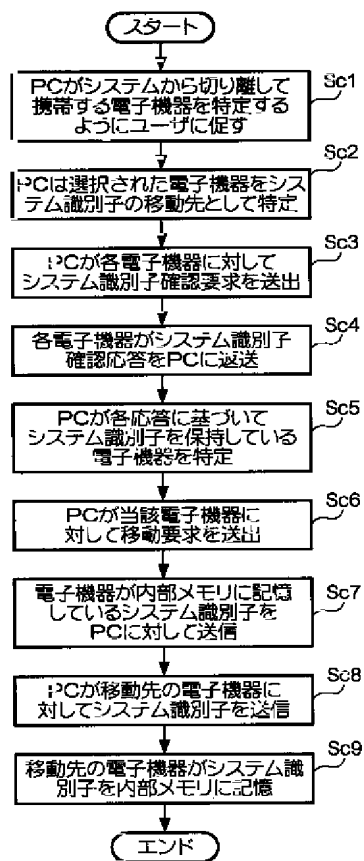 スタート
Sc1
PCがシステムから切り離して
携帯する電子機器を特定する
ようにユーザに促す
Sc2
PCは選択された電子機器をシス
テム識別子の移動先として特定
Sc3
PCが各電子機器に対して
システム識別子確認要求を送出
Sc4
各電子機器がシステム識別子
確認応答をPCに返送
Sc5
PCが各応答に基づいて
システム識別子を保持している
電子機器を特定
Sc6
PCが当該電子機器に
対して移動要求を送出
Sc7
電子機器が内部メモリに記憶
しているシステム識別子を
PCに対して送信
Sc8
PCが移動先の電子機器に
対してシステム識別子を送信
Sc9
移動先の電子機器がシステム識
別子を内部メモリに記憶
エンド